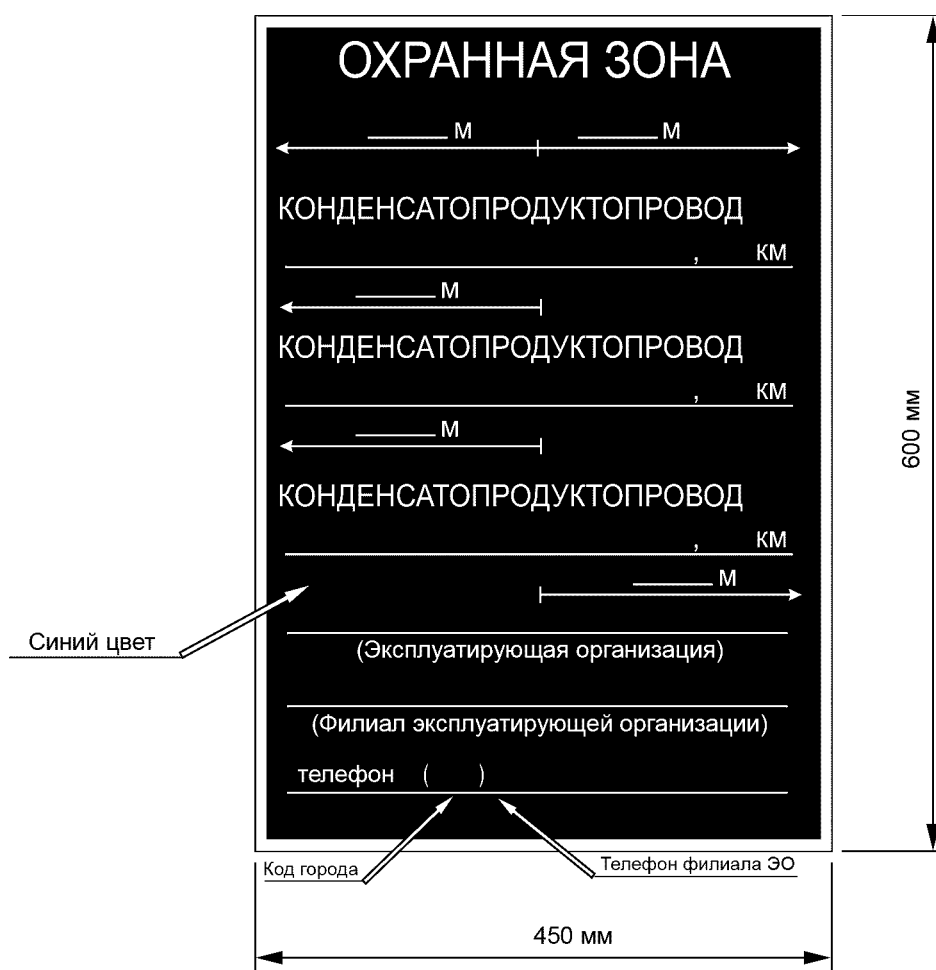 ОХРАННАЯ ЗОНА
М М
КОНДЕНСАТОПРОДУКТОПРОВОД
, КМ
М
КОНДЕНСАТОПРОДУКТОПРОВОД
, КМ
М
КОНДЕНСАТОПРОДУКТОПРОВОД
, КМ
М
Синий цвет
(Эксплуатирующая организация)
(Филиал эксплуатирующей организации)
телефон ( )
Код города
Телефон филиала ЭО
450 мм
600 мм